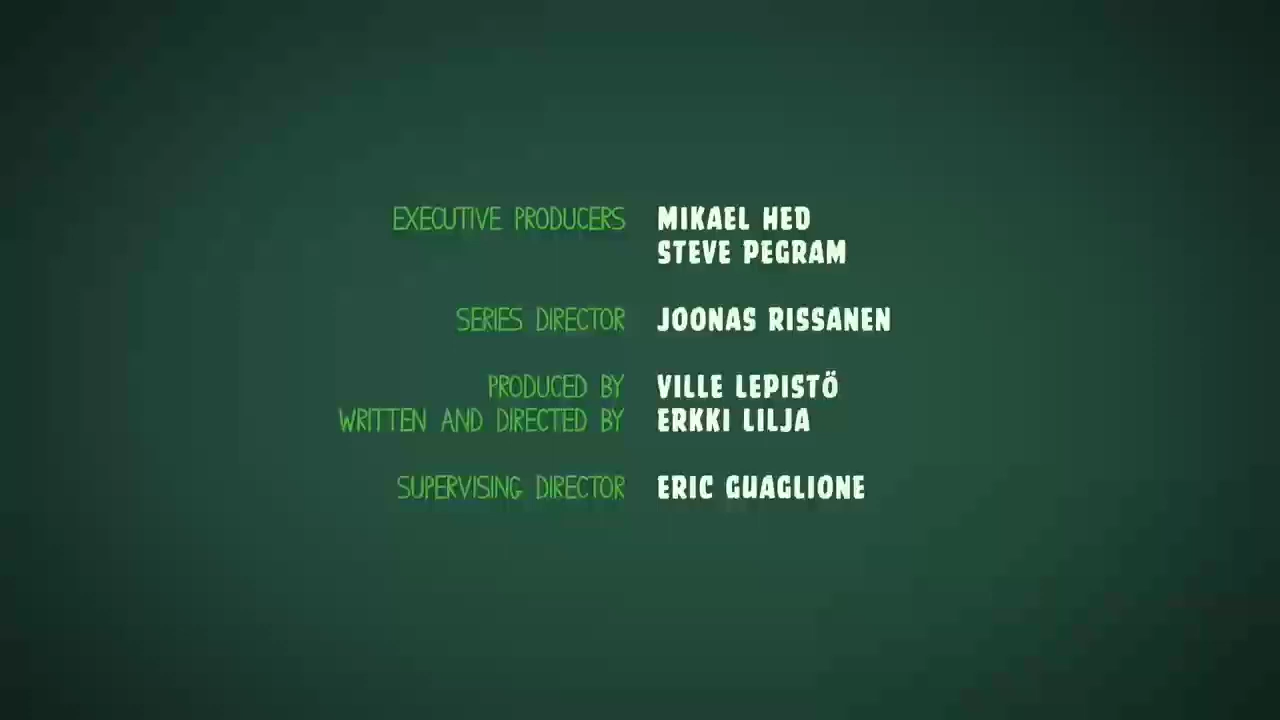 EXECUTIVE PRODUCERS MIKAEL HED
STEVE PEGRAM
SERIES DIRECTOR JOONAS RISSANEN
PRODUCED BY VILLE LEPISTÖ
WRITTEN AND DIRECTED BY ERKKI LILJA
SUPERVISING DIRECTOR ERIC GUAGLIONE